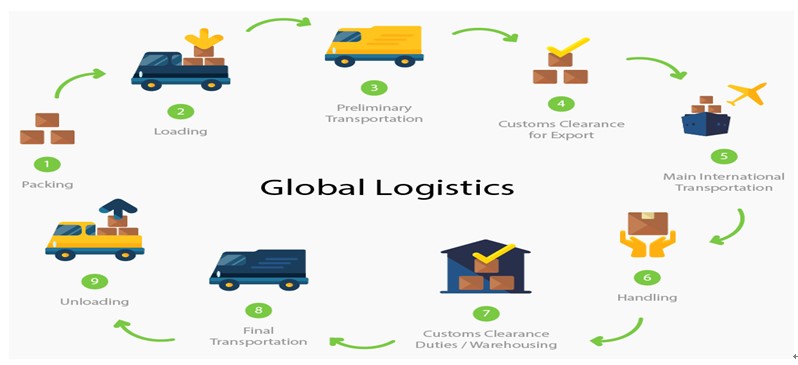 1
Packing
2
Loading
3
Preliminary
Transportation
4
Customs Clearance
for Export
5
Main International
Transportation
Global Logistics
6
Handling
7
Customs Clearance
Duties / Warehousing
8
Final
Transportation
9
Unloading